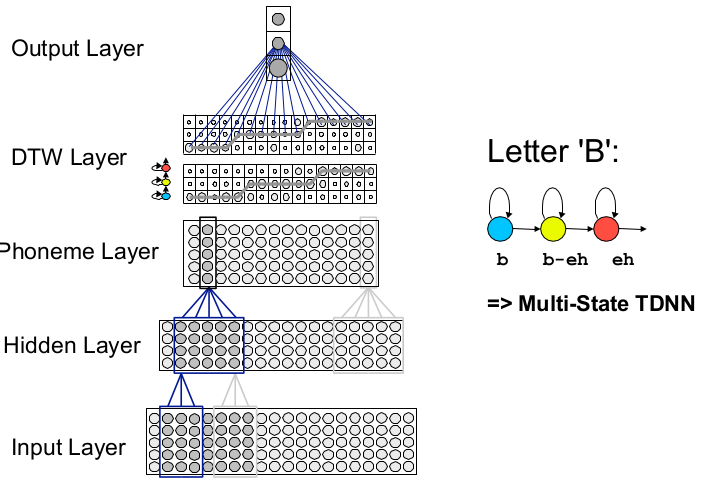 Output Layer
DTW Layer
Phoneme Layer
Hidden Layer
Input Layer
Letter 'B':
b b-eh eh
=> Multi-State TDNN